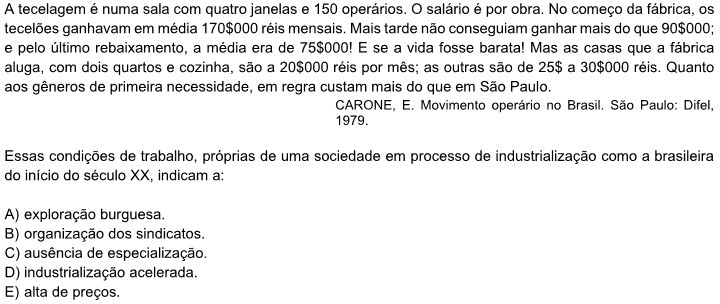 A tecelagem é numa sala com quatro janelas e 150 operários. O salário é por obra. No começo da fábrica, os
tecelões ganhavam em média 170$000 réis mensais. Mais tarde não conseguiam ganhar mais do que 90$000;
e pelo último rebaixamento, a média era de 75$000! E se a vida fosse barata! Mas as casas que a fábrica
aluga, com dois quartos e cozinha, são a 20$000 réis por mês; as outras são de 25$ a 30$000 réis. Quanto
aos gêneros de primeira necessidade, em regra custam mais do que em São Paulo.
CARONE, E. Movimento operário no Brasil. São Paulo: Difel,
1979.
Essas condições de trabalho, próprias de uma sociedade em processo de industrialização como a brasileira
do início do século XX, indicam a:
A) exploração burguesa.
B) organização dos sindicatos.
C) ausência de especialização.
D) industrialização acelerada.
E) alta de preços.